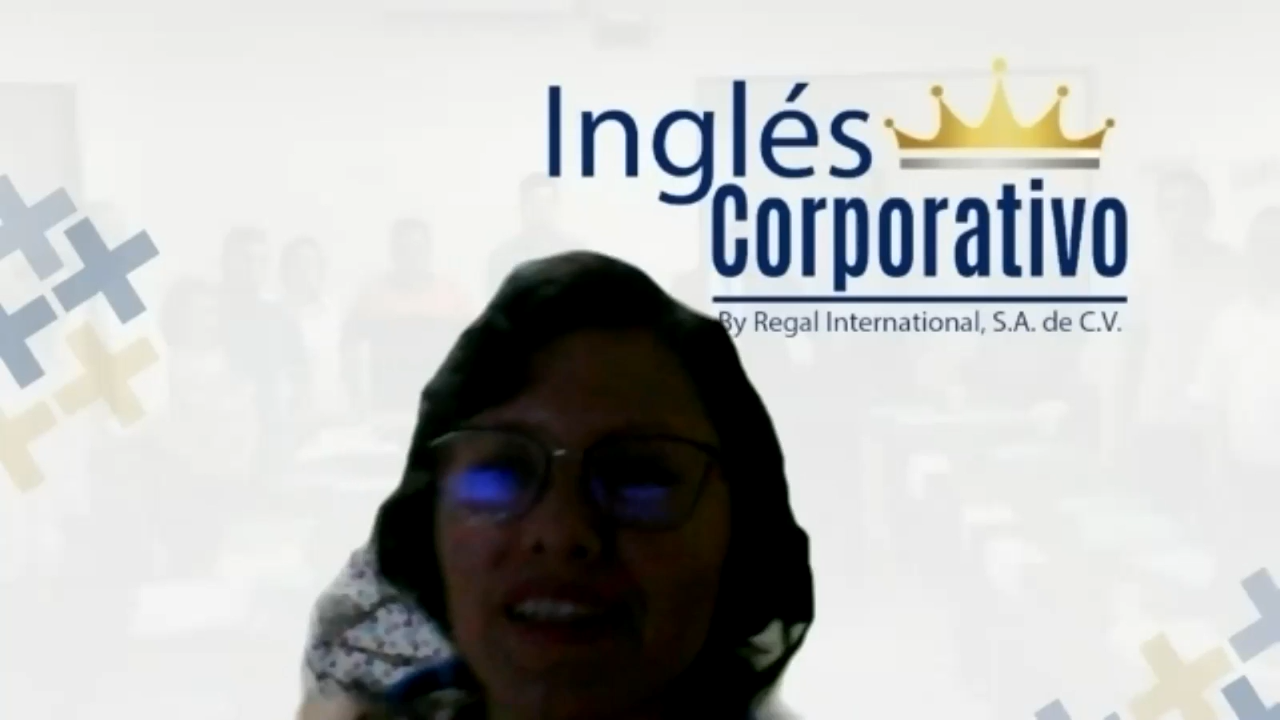 Inglés
Corporativo
By Regal International, S.A. de C.V.